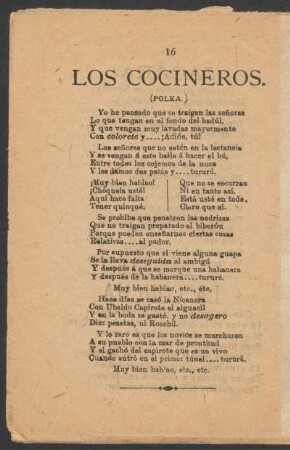 16
LOS COCINEROS.
(POLKA.)
Yo he pensado que se traigan las señoras
Lo que tengan en el fondo del baúl,
Y que vengan muy lavadas mayormente
Con colorete y.... ¡Adiós, tú!
Los señores que no estén en la lactancia
Y se vengan á este baile á hacer el bú,
Entre todos los cojemos de la nuca
Y les damos dos patás y.... tururú.
¡Muy bien hablao!
¡Chóquela usté!
Aquí hace falta
Tener quinqué.
Que no se escurran
Ni en tanto así.
Está usté en todo.
Claro que sí.
Se prohibe que penetren las nodrizas
Que no traigan preparado el biberón
Porque pueden enseñarnos ciertas cosas
Relativas.... al pudor.
Por supuesto que si viene alguna guapa
Se la lleva deseguida al ambigú
Y después á que se marque una habanera
Y después de la habanera.... tururú.
Muy bien hablao, etc., etc,
Hace días se casó la Nicanora
Con Ubaldo Capirote el alguacil
Y en la boda se gastó, y no desagero
Diez pesetas, ni Roschil.
Y lo raro es que los novios se marcharon
A su pueblo con la mar de prontitud
Y el gachó del capirote que es un vivo
Cuando entró en el primer túnel.... tururú.
Muy bien hablao, etc., etc.